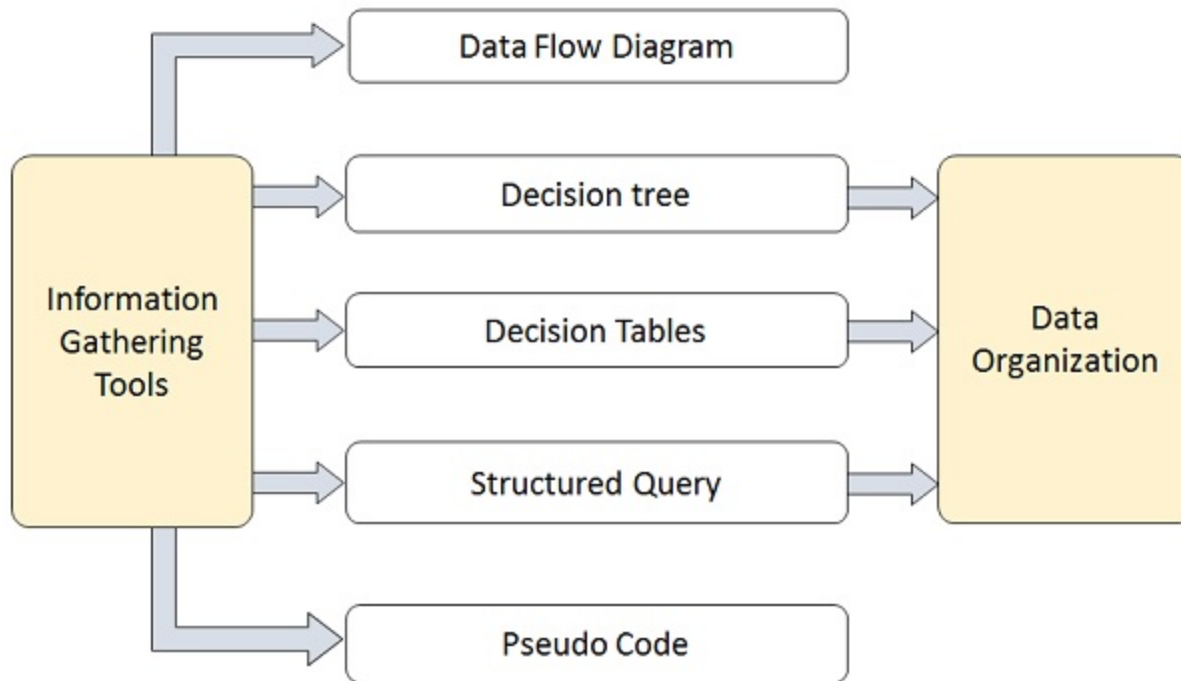 Data Flow Diagram
Decision tree
Information
Gathering
Tools
Decision Tables
Data
Organization
Structured Query
Pseudo Code